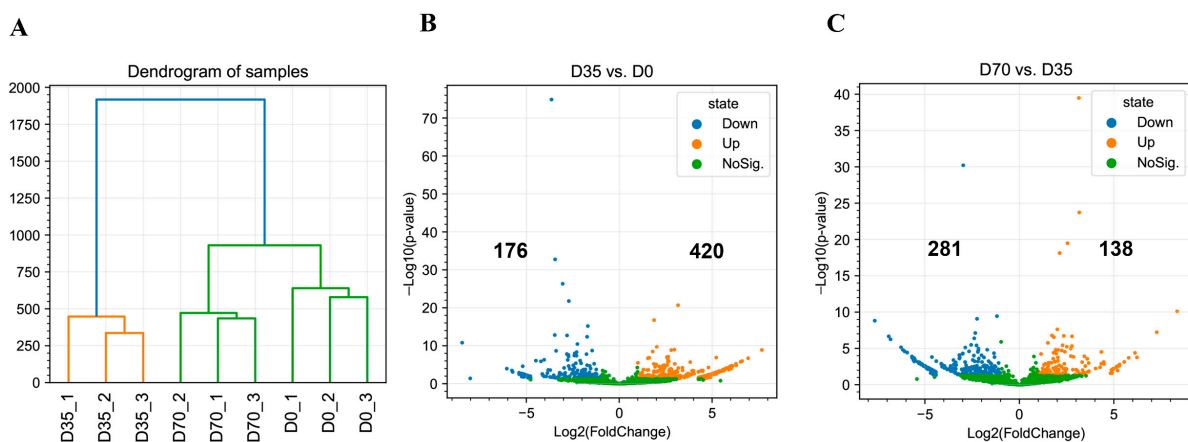 A
Dendrogram of samples
2000
1750
1500
1250
1000
750
500
250
0
D35_1
D35_2
D35_3
D70_2
D70_1
D70_3
D0_1
D0_2
D0_3
B
D35 vs. D0
−Log10(p-value)
70
60
50
40
30
20
10
0
state
Down
Up
NoSig.
176
420
−5
0
5
Log2(FoldChange)
C
D70 vs. D35
−Log10(p-value)
40
35
30
25
20
15
10
5
0
state
Down
Up
NoSig.
281
138
−5
0
5
Log2(FoldChange)